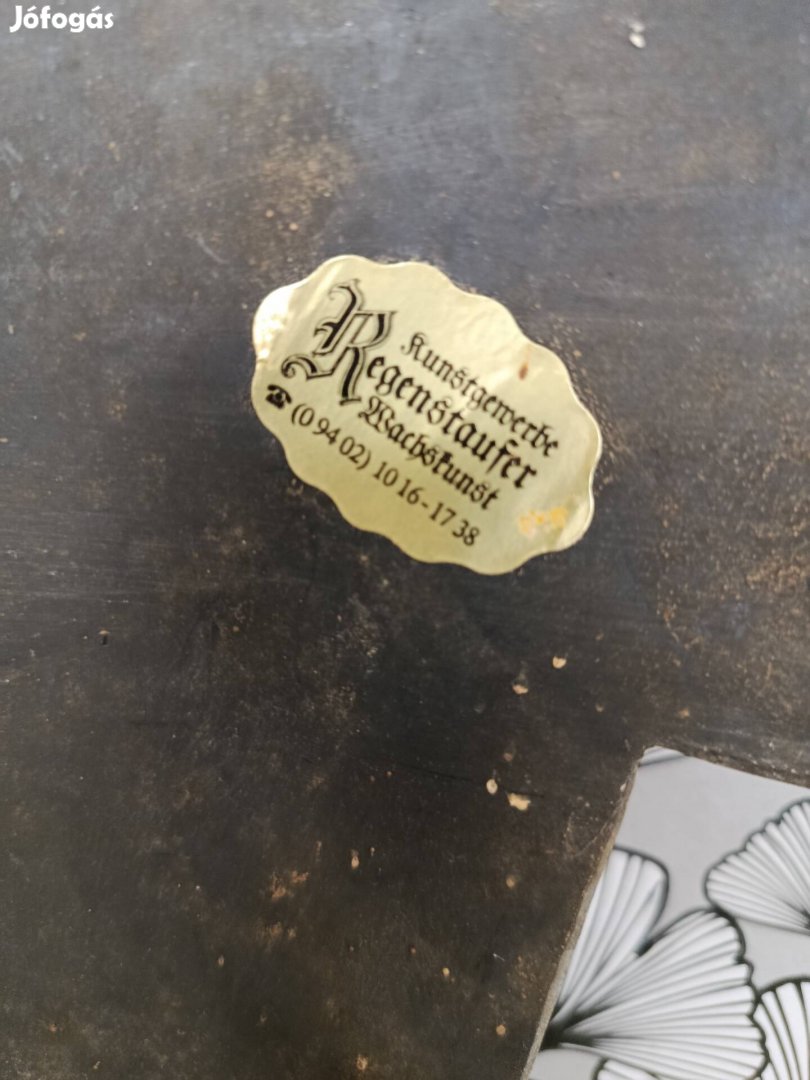 Jófogás
Kunstgewerbe
Regenstaufer
Wachskunst
☎ (0 94 02) 10 16-17 38